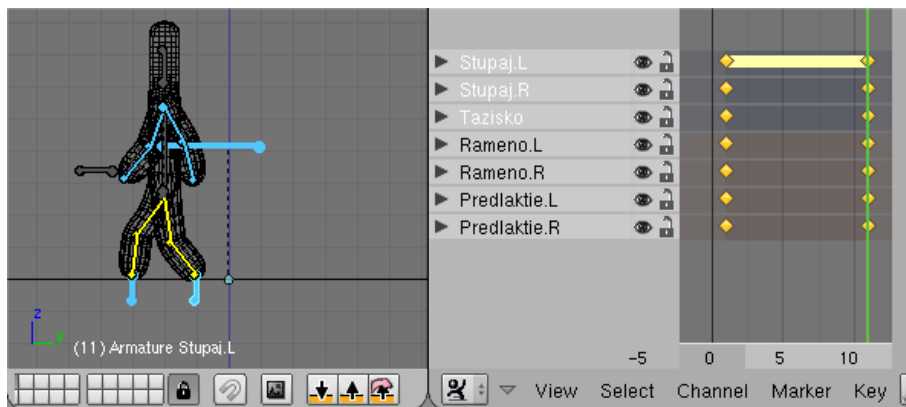 Stupaj.L
Stupaj.R
Tazisko
Rameno.L
Rameno.R
Predlaktie.L
Predlaktie.R
z
y
(11) Armature Stupaj.L
-5 0 5 10
View Select Channel Marker Key